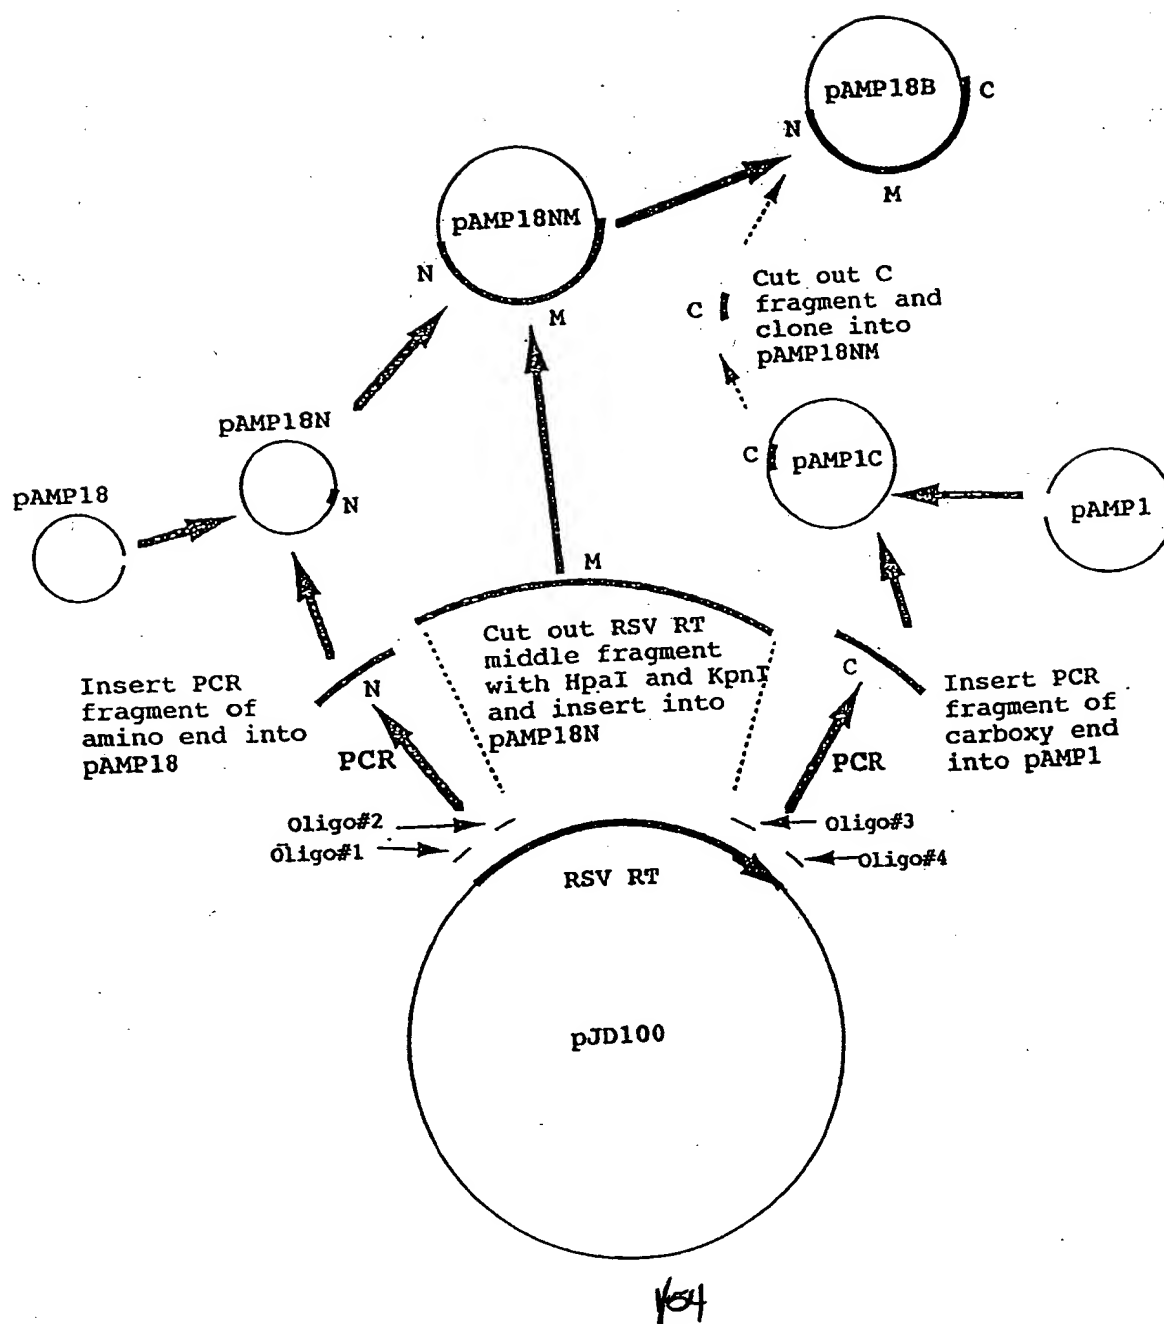 pAMP18B
C
N
M
pAMP18NM
N
M
C
Cut out C
fragment and
clone into
pAMP18NM
pAMP18N
N
pAMP18
C
pAMP1C
pAMP1
M
Cut out RSV RT
middle fragment
with HpaI and KpnI
and insert into
pAMP18N
N
C
Insert PCR
fragment of
amino end into
pAMP18
Insert PCR
fragment of
carboxy end
into pAMP1
PCR
PCR
Oligo#2
Oligo#1
Oligo#3
Oligo#4
RSV RT
pJD100